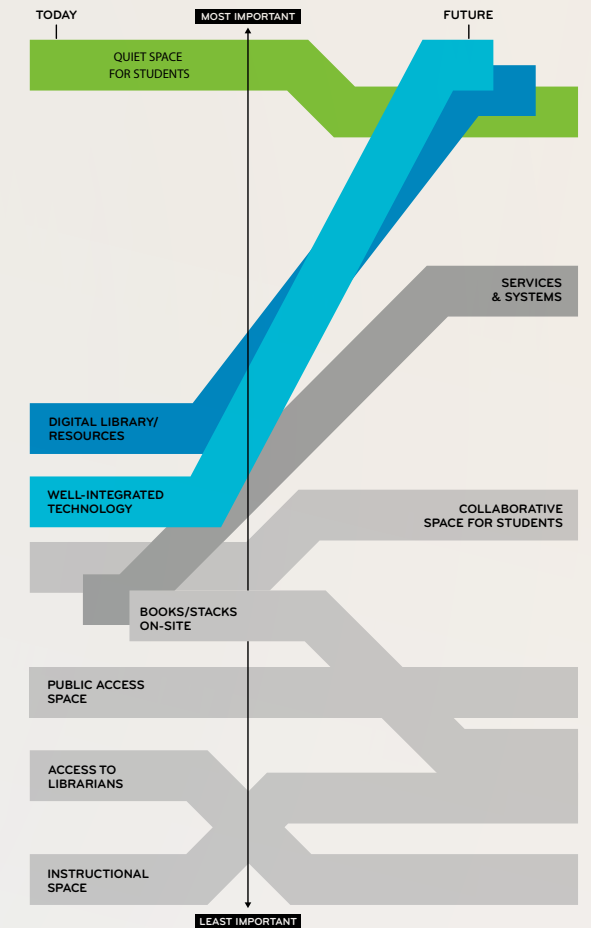 TODAY
MOST IMPORTANT
FUTURE
QUIET SPACE
FOR STUDENTS
SERVICES
& SYSTEMS
DIGITAL LIBRARY/
RESOURCES
WELL-INTEGRATED
TECHNOLOGY
COLLABORATIVE
SPACE FOR STUDENTS
BOOKS/STACKS
ON-SITE
PUBLIC ACCESS
SPACE
ACCESS TO
LIBRARIANS
INSTRUCTIONAL
SPACE
LEAST IMPORTANT